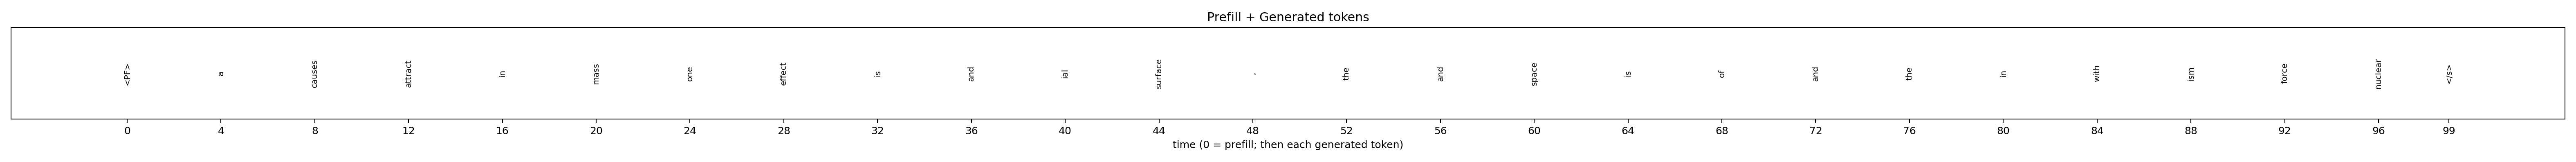 Prefill + Generated tokens
<PF> a causes attract in mass one effect is and ial surface - the and space is of and the in with ism force nuclear </s>
0 4 8 12 16 20 24 28 32 36 40 44 48 52 56 60 64 68 72 76 80 84 88 92 96 99
time (0 = prefill; then each generated token)